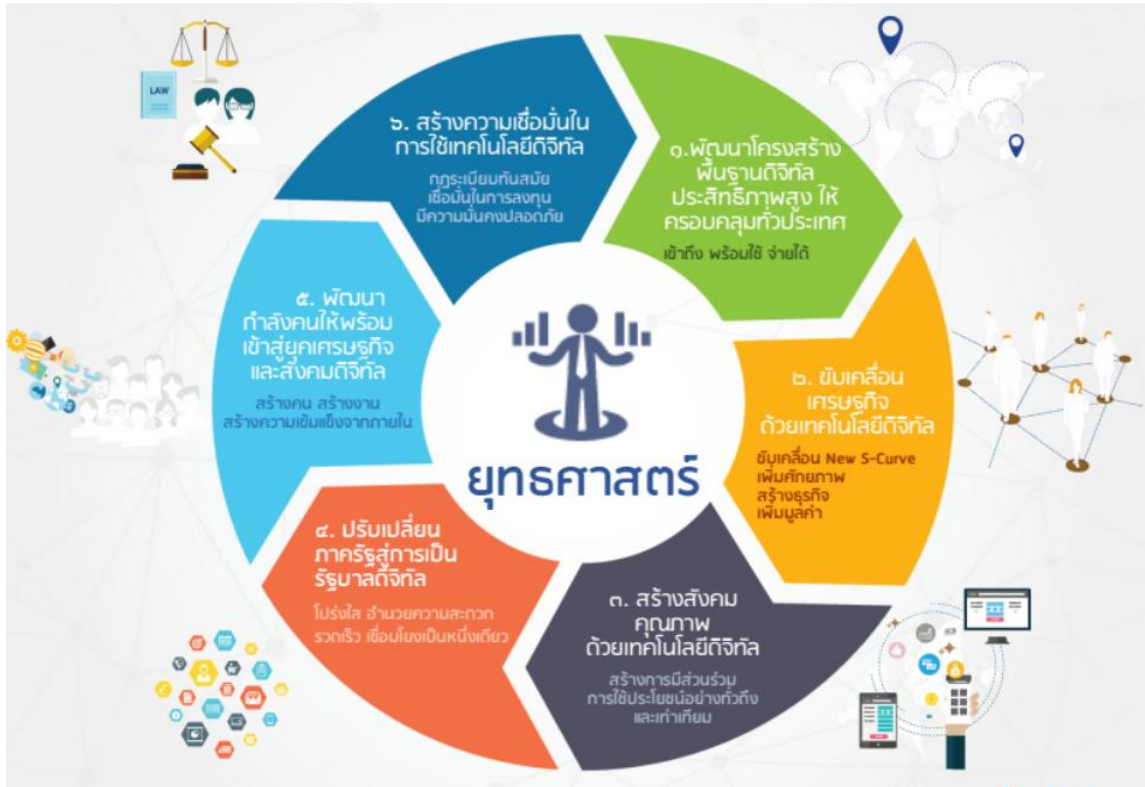 ยุทธศาสตร์
๑.พัฒนาโครงสร้าง
พื้นฐานดิจิทัล
ประสิทธิภาพสูง ให้
ครอบคลุมทั่วประเทศ
เข้าถึง พร้อมใช้ จ่ายได้
๒. ขับเคลื่อน
เศรษฐกิจ
ด้วยเทคโนโลยีดิจิทัล
ขับเคลื่อน New S-Curve
เพิ่มศักยภาพ
สร้างธุรกิจ
เพิ่มมูลค่า
๓. สร้างสังคม
คุณภาพ
ด้วยเทคโนโลยีดิจิทัล
สร้างการมีส่วนร่วม
การใช้ประโยชน์อย่างทั่วถึง
และเท่าเทียม
๔. ปรับเปลี่ยน
ภาครัฐสู่การเป็น
รัฐบาลดิจิทัล
โปร่งใส อำนวยความสะดวก
รวดเร็ว เชื่อมโยงเป็นหนึ่งเดียว
๕. พัฒนา
กำลังคนให้พร้อม
เข้าสู่ยุคเศรษฐกิจ
และสังคมดิจิทัล
สร้างคน สร้างงาน
สร้างความเข้มแข็งจากภายใน
๖. สร้างความเชื่อมั่นใน
การใช้เทคโนโลยีดิจิทัล
กฎระเบียบทันสมัย
เชื่อมั่นในการลงทุน
มีความมั่นคงปลอดภัย
LAW